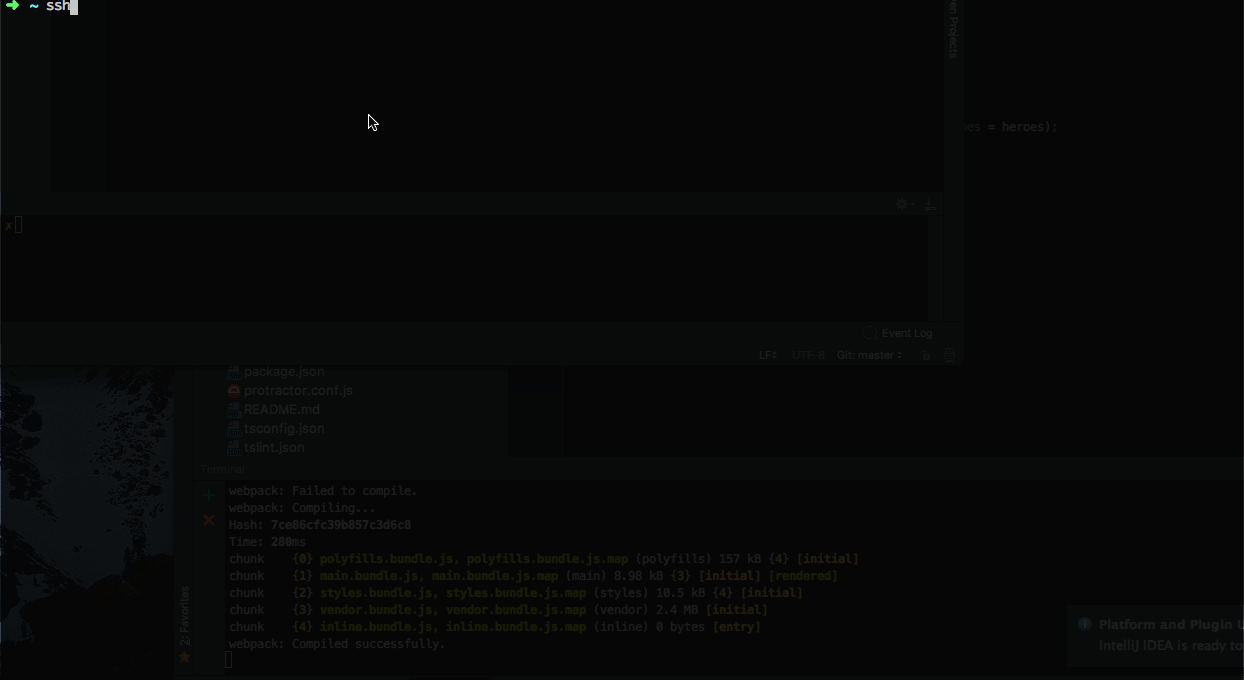 ➜ ~ ssh
en Projects
es = heroes);
✗
Event Log
LF÷ UTF-8 Git: master÷
package.json
protractor.conf.js
README.md
tsconfig.json
tslint.json
Terminal
webpack: Failed to compile.
webpack: Compiling...
Hash: 7ce86cfc39b857c3d6c8
Time: 280ms
chunk {0} polyfills.bundle.js, polyfills.bundle.js.map (polyfills) 157 kB {4} [initial]
chunk {1} main.bundle.js, main.bundle.js.map (main) 8.98 kB {3} [initial] [rendered]
chunk {2} styles.bundle.js, styles.bundle.js.map (styles) 10.5 kB {4} [initial]
chunk {3} vendor.bundle.js, vendor.bundle.js.map (vendor) 2.4 MB [initial]
chunk {4} inline.bundle.js, inline.bundle.js.map (inline) 0 bytes [entry]
webpack: Compiled successfully.
2: Favorites
Platform and Plugin U
IntelliJ IDEA is ready to